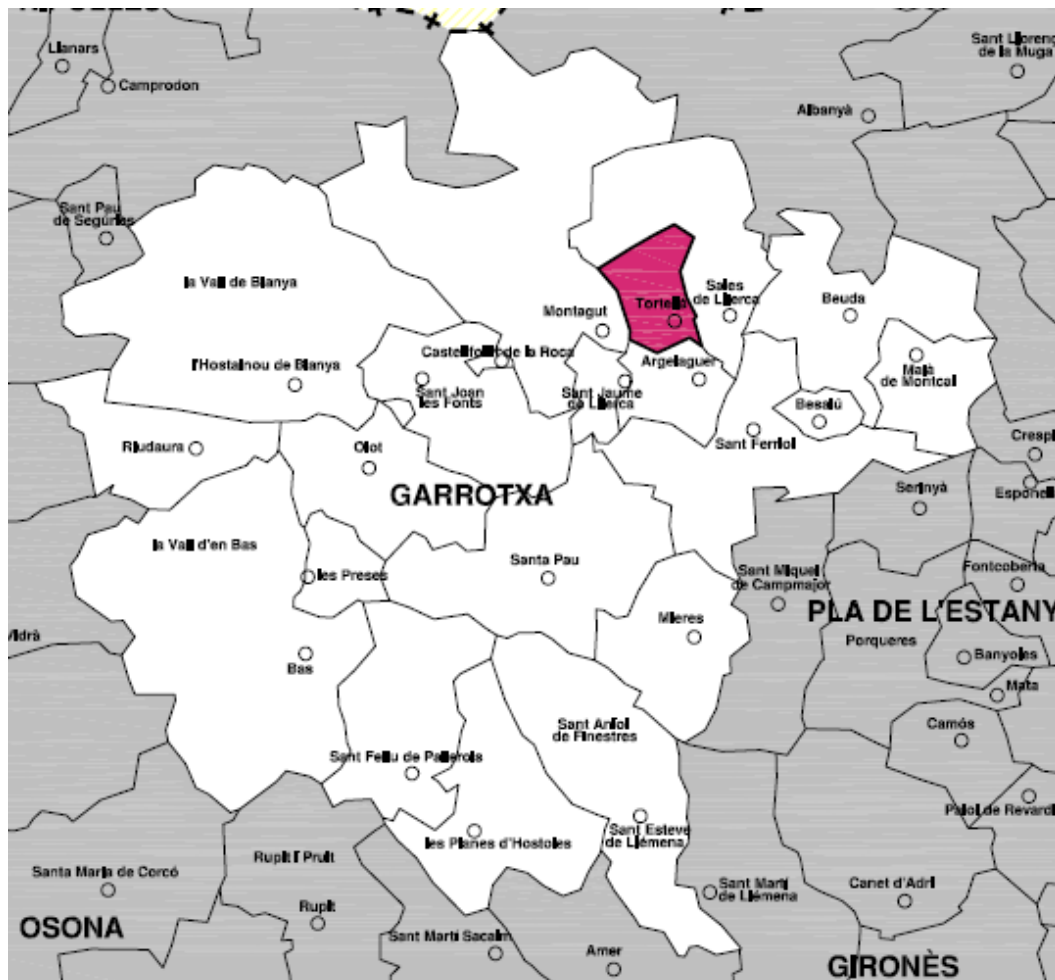 Llanars
Camprodon
Sant Llorenç
de la Muga
Albanyà
Sant Pau
de Segúries
la Vall de Bianya
Sales
de Llierca
Tortellà
Beuda
Montagut
Castellfollit de la Roca
Argelaguer
l'Hostalnou de Bianya
Sant Joan
les Fonts
Sant Jaume
de Llierca
Maià
de Montcal
Besalú
Riudaura
Olot
Sant Ferriol
Crespi
GARROTXA
Serinyà
Esponell
la Vall d'en Bas
les Preses
Santa Pau
Sant Miquel
de Campmajor
Fontcoberta
PLA DE L'ESTANY
Mieres
Porqueres
Vidrà
Bas
Banyoles
Mata
Sant Aniol
de Finestres
Camós
Sant Feliu de Pallerols
Palol de Revardi
les Planes d'Hostoles
Sant Esteve
de Llémena
Rupit i Pruit
Santa Maria de Corcó
Rupit
Sant Martí
de Llémena
Canet d'Adri
OSONA
Sant Martí Sacalm
Amer
GIRONÈS